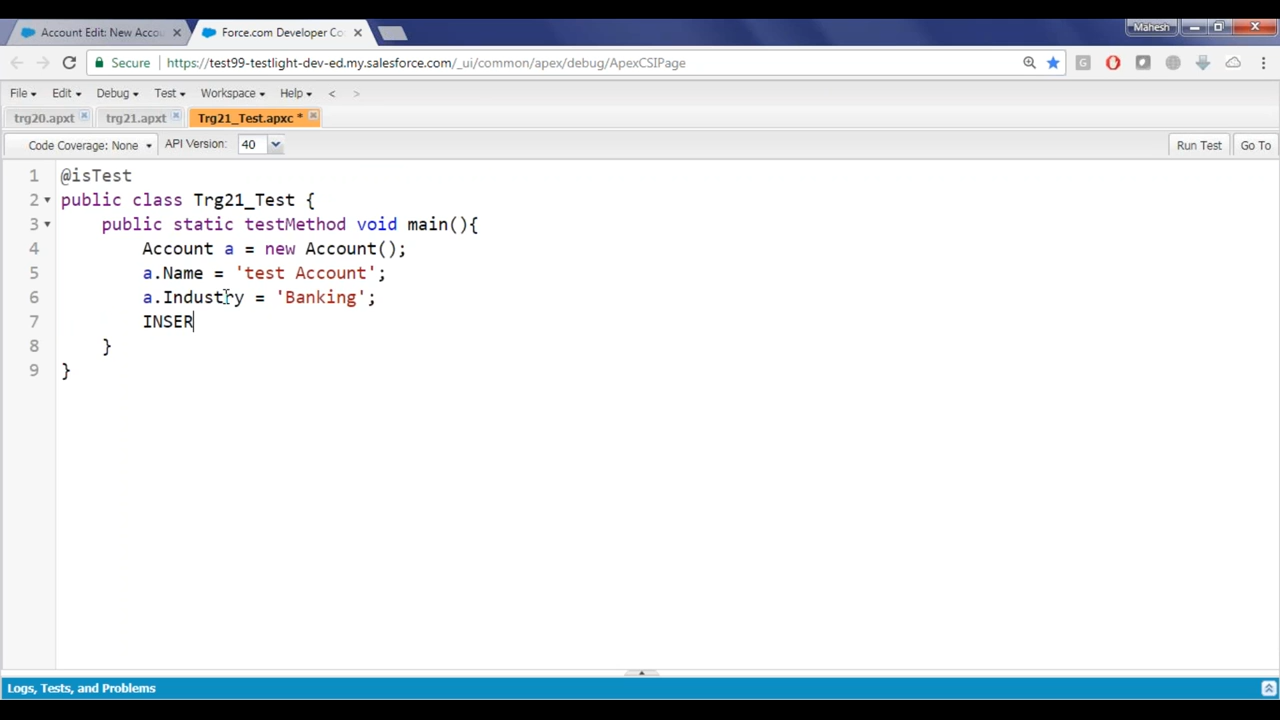 Account Edit: New Accou
Force.com Developer Co
Mahesh
Secure
https://test99-testlight-dev-ed.my.salesforce.com/_ui/common/apex/debug/ApexCSIPage
File Edit Debug Test Workspace Help < >
trg20.apxt trg21.apxt Trg21_Test.apxc *
Code Coverage: None API Version: 40 Run Test Go To
1 @isTest
2 public class Trg21_Test {
3 public static testMethod void main(){
4 Account a = new Account();
5 a.Name = 'test Account';
6 a.Industry = 'Banking';
7 INSER
8 }
9 }
Logs, Tests, and Problems